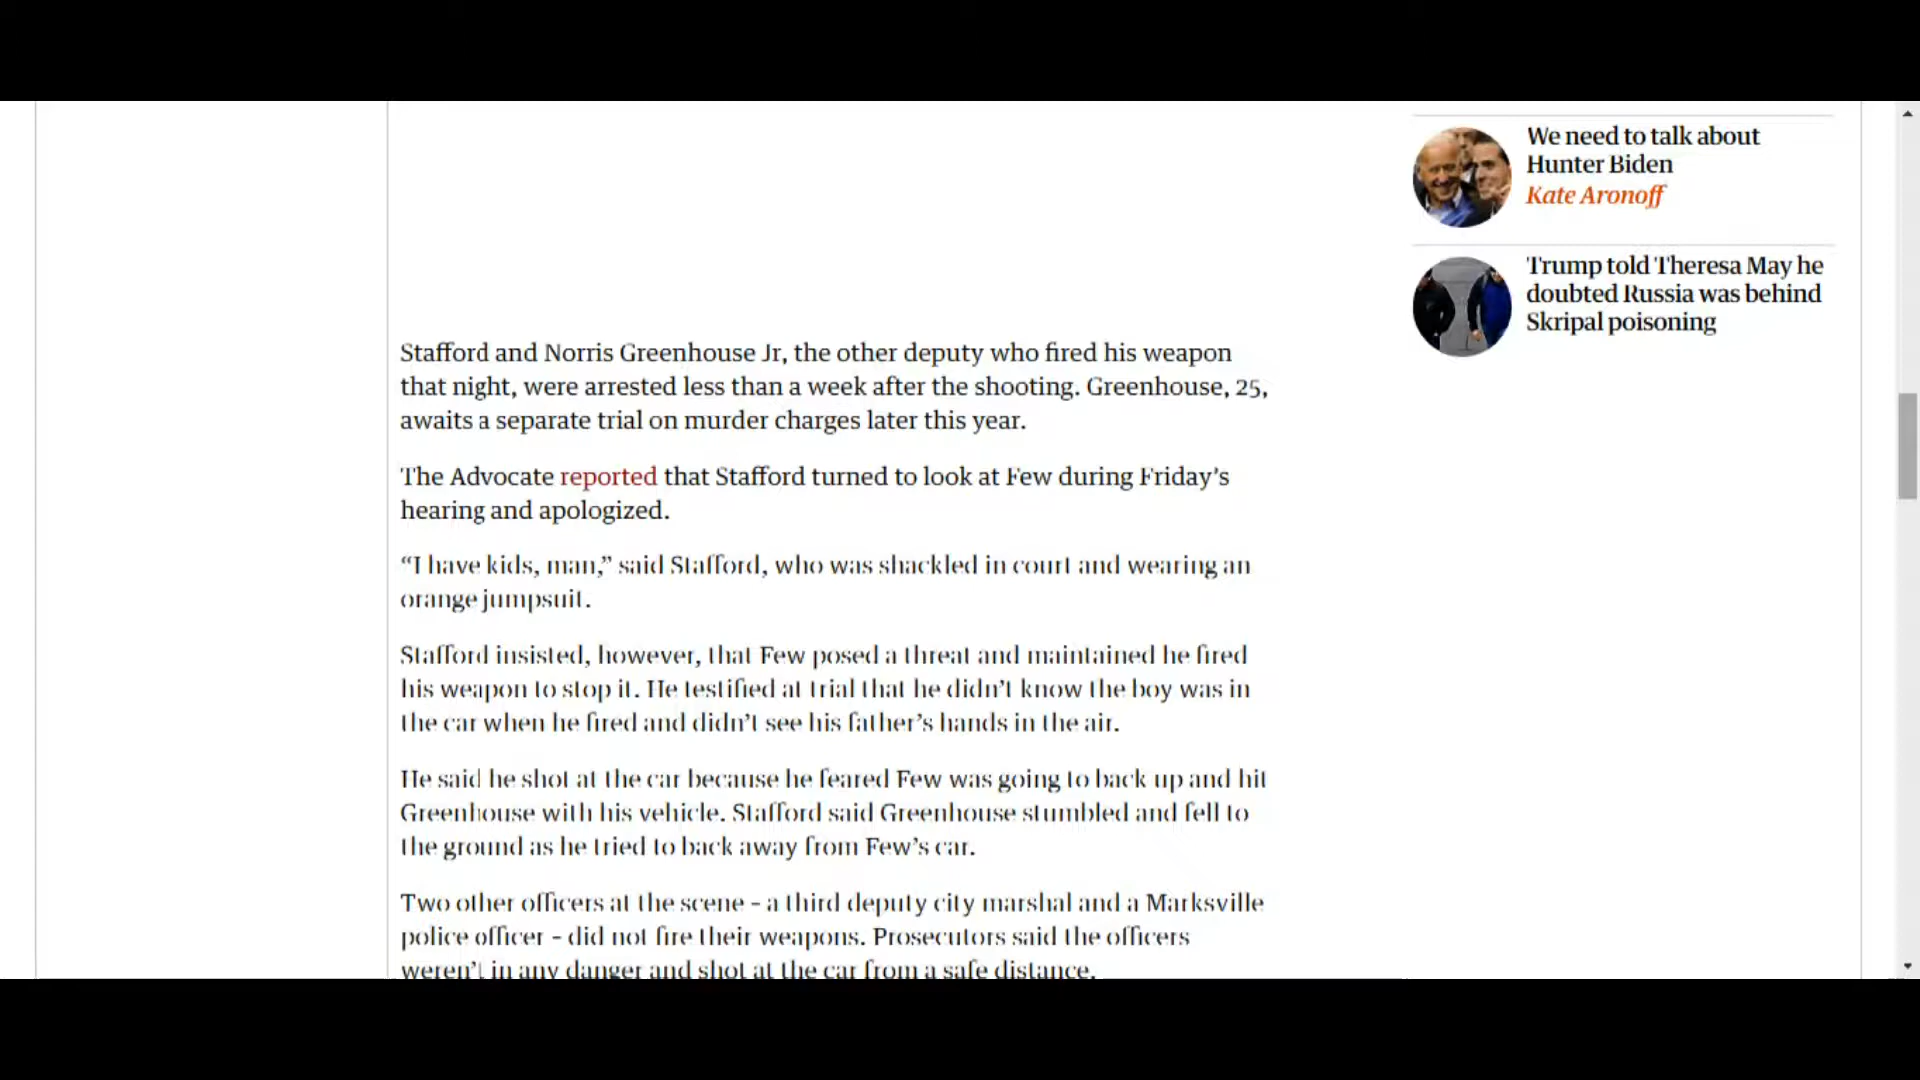 We need to talk about
Hunter Biden
Kate Aronoff
Trump told Theresa May he
doubted Russia was behind
Skripal poisoning
Stafford and Norris Greenhouse Jr, the other deputy who fired his weapon
that night, were arrested less than a week after the shooting. Greenhouse, 25,
awaits a separate trial on murder charges later this year.
The Advocate reported that Stafford turned to look at Few during Friday’s
hearing and apologized.
“I have kids, man,” said Stafford, who was shackled in court and wearing an
orange jumpsuit.
Stafford insisted, however, that Few posed a threat and maintained he fired
his weapon to stop it. He testified at trial that he didn’t know the boy was in
the car when he fired and didn’t see his father’s hands in the air.
He said he shot at the car because he feared Few was going to back up and hit
Greenhouse with his vehicle. Stafford said Greenhouse stumbled and fell to
the ground as he tried to back away from Few’s car.
Two other officers at the scene – a third deputy city marshal and a Marksville
police officer – did not fire their weapons. Prosecutors said the officers
weren’t in any danger and shot at the car from a safe distance.